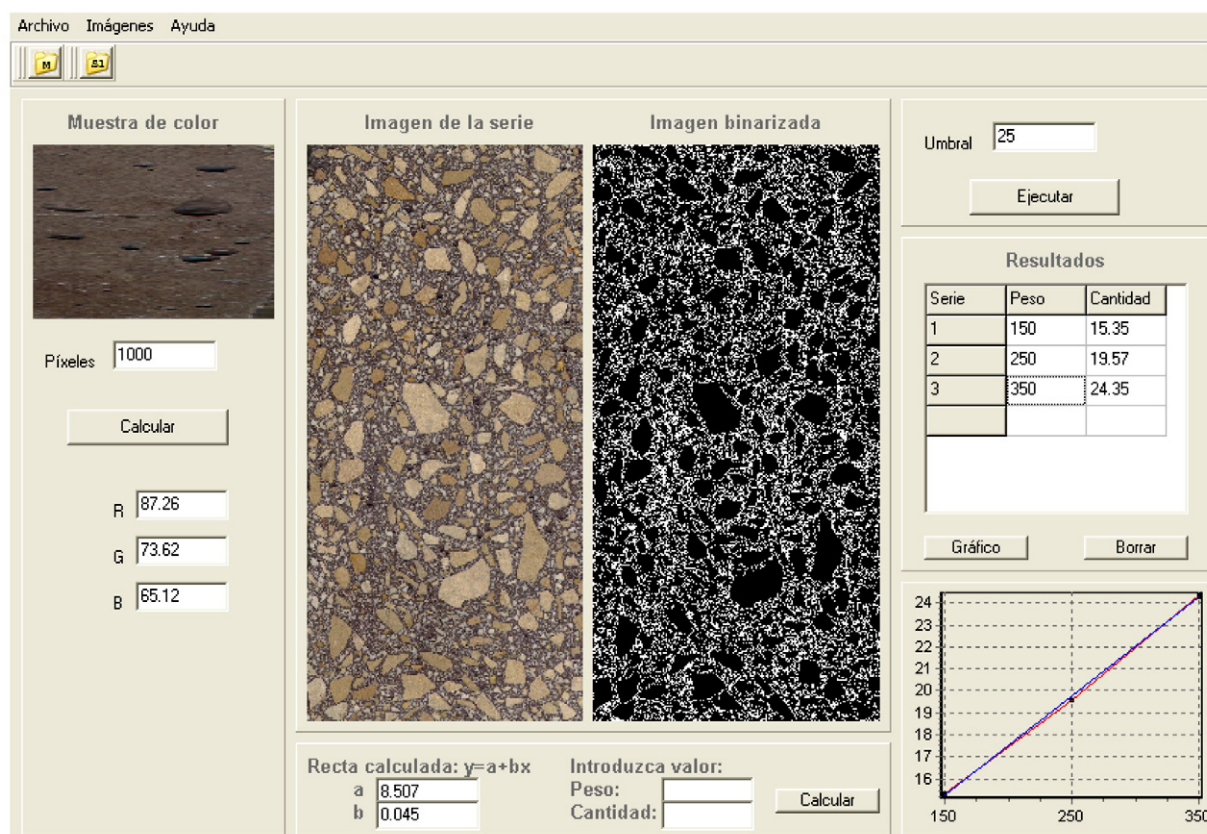 Archivo Imágenes Ayuda
M S1
Muestra de color
Píxeles 1000
Calcular
R 87.26
G 73.62
B 65.12
Imagen de la serie Imagen binarizada
Recta calculada: y=a+bx
a 8.507
b 0.045
Introduzca valor:
Peso:
Cantidad:
Calcular
Umbral 25
Ejecutar
Resultados
Serie Peso Cantidad
1 150 15.35
2 250 19.57
3 350 24.35
Gráfico Borrar
24
23
22
21
20
19
18
17
16
150 250 350